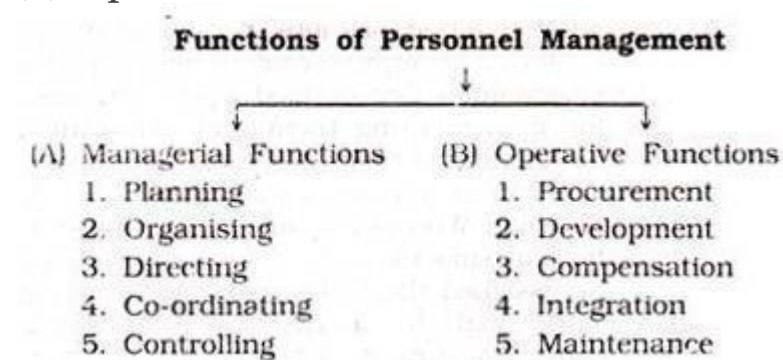 Functions of Personnel Management
(A) Managerial Functions
1. Planning
2. Organising
3. Directing
4. Co-ordinating
5. Controlling
(B) Operative Functions
1. Procurement
2. Development
3. Compensation
4. Integration
5. Maintenance